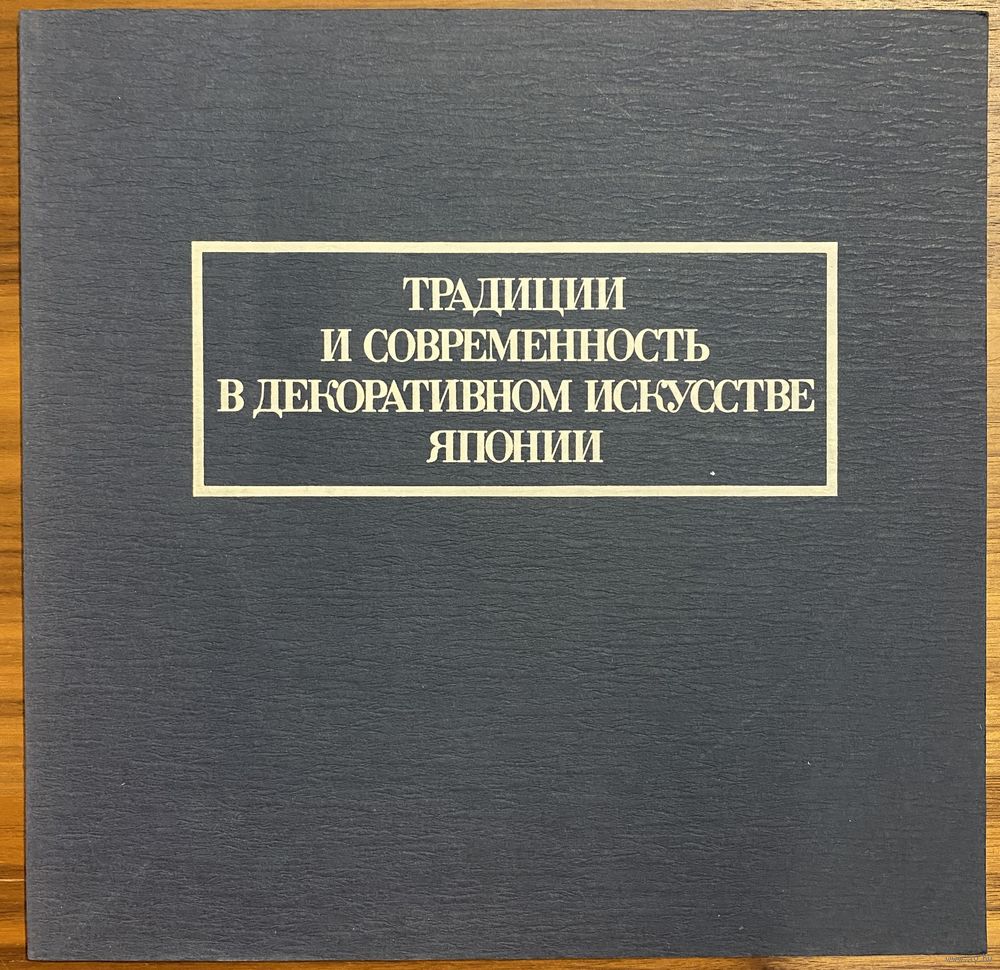 ТРАДИЦИИ
И СОВРЕМЕННОСТЬ
В ДЕКОРАТИВНОМ ИСКУССТВЕ
ЯПОНИИ